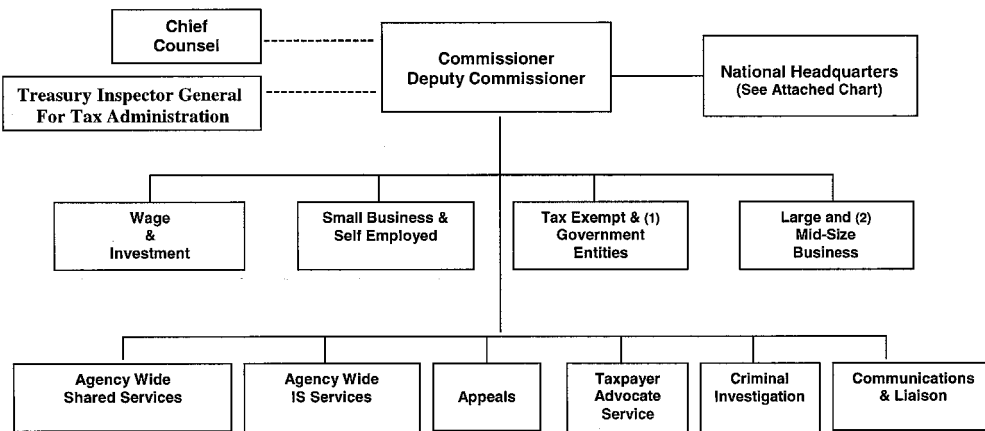 Chief
Counsel
Commissioner
Deputy Commissioner
National Headquarters
(See Attached Chart)
Treasury Inspector General
For Tax Administration
Wage
&
Investment
Small Business &
Self Employed
Tax Exempt & (1)
Government
Entities
Large and (2)
Mid-Size
Business
Agency Wide
Shared Services
Agency Wide
IS Services
Appeals
Taxpayer
Advocate
Service
Criminal
Investigation
Communications
& Liaison